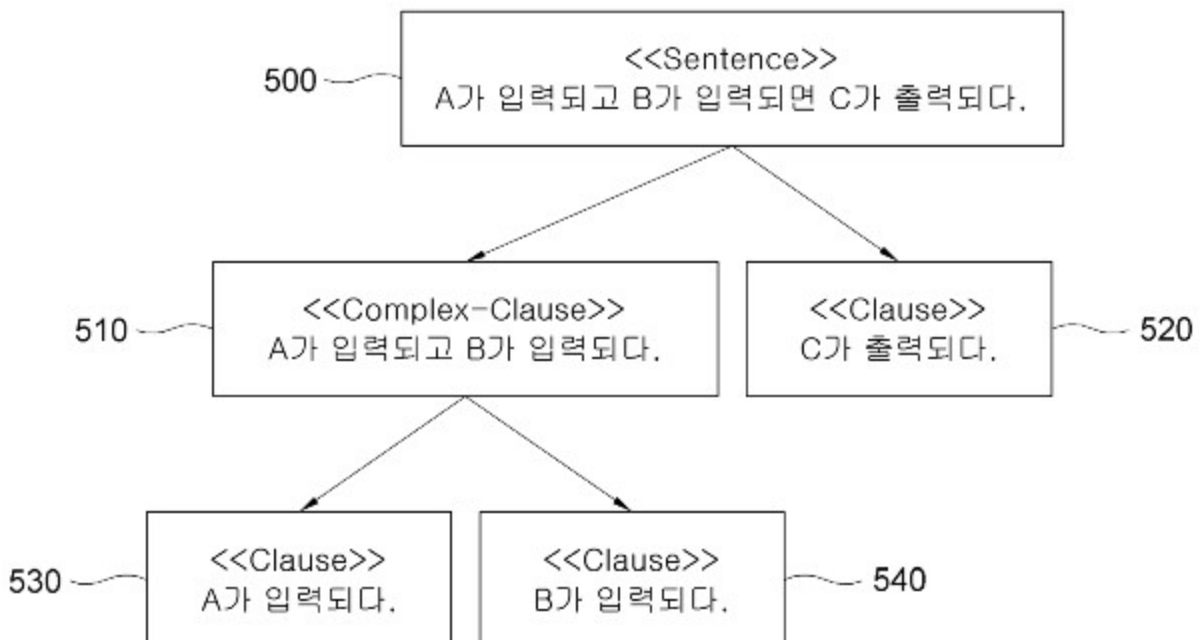 500
<<Sentence>>
A가 입력되고 B가 입력되면 C가 출력되다.
510
<<Complex-Clause>>
A가 입력되고 B가 입력되다.
<<Clause>>
C가 출력되다.
520
530
<<Clause>>
A가 입력되다.
<<Clause>>
B가 입력되다.
540